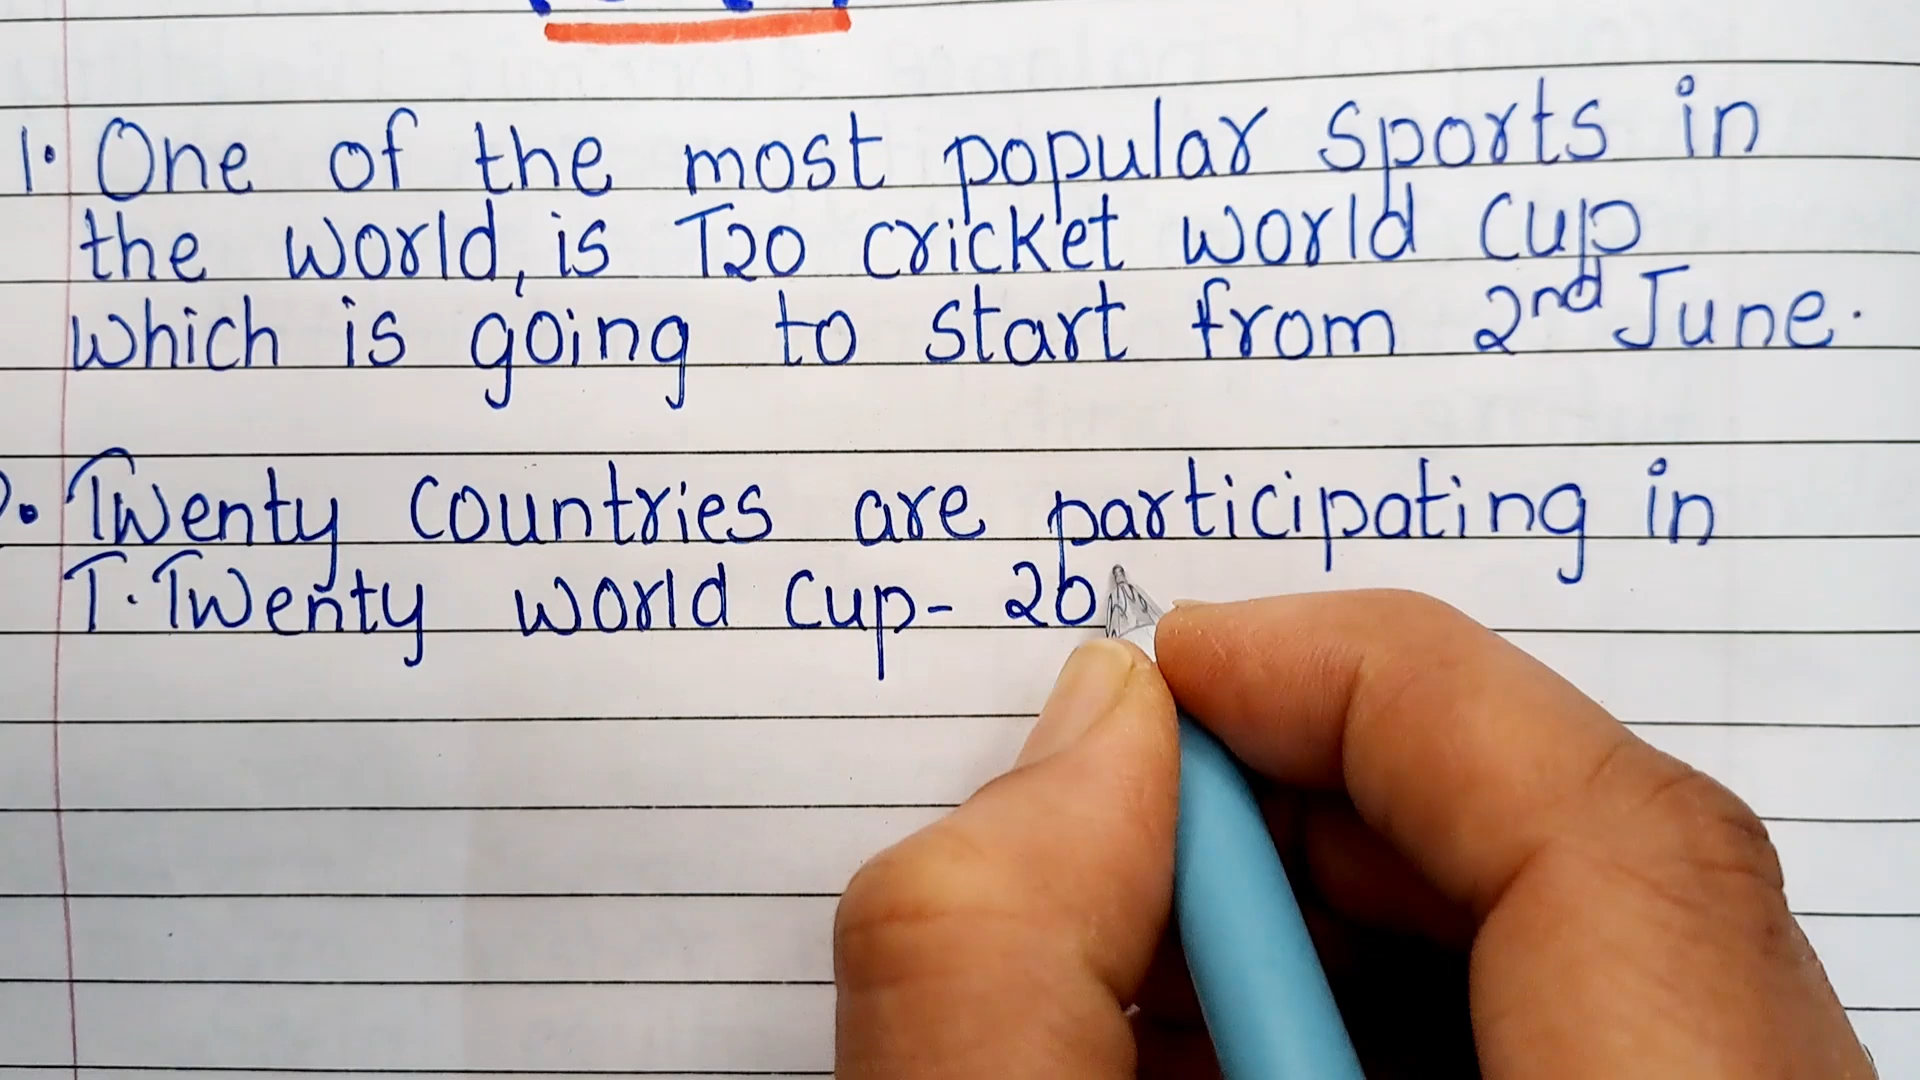 1. One of the most popular sports in
the world, is T20 cricket world cup
which is going to start from 2nd June.
2. Twenty countries are participating in
T. Twenty world cup- 20